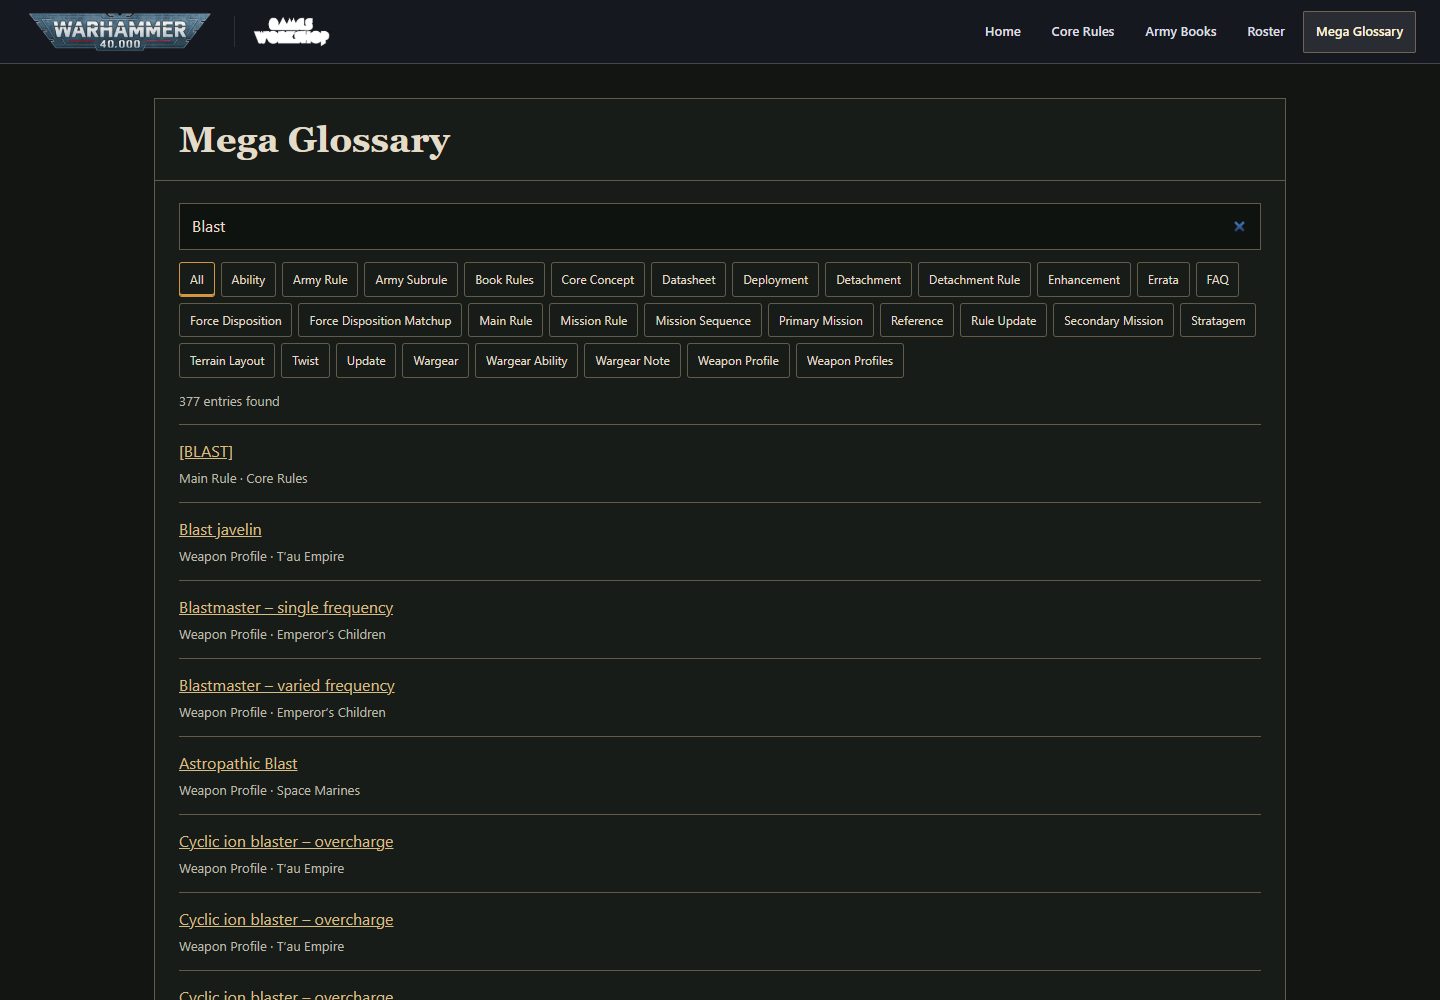 WARHAMMER
40,000
GAMES
WORKSHOP
Home
Core Rules
Army Books
Roster
Mega Glossary
Mega Glossary
Blast
All
Ability
Army Rule
Army Subrule
Book Rules
Core Concept
Datasheet
Deployment
Detachment
Detachment Rule
Enhancement
Errata
FAQ
Force Disposition
Force Disposition Matchup
Main Rule
Mission Rule
Mission Sequence
Primary Mission
Reference
Rule Update
Secondary Mission
Stratagem
Terrain Layout
Twist
Update
Wargear
Wargear Ability
Wargear Note
Weapon Profile
Weapon Profiles
377 entries found
[BLAST]
Main Rule · Core Rules
Blast javelin
Weapon Profile · T'au Empire
Blastmaster – single frequency
Weapon Profile · Emperor's Children
Blastmaster – varied frequency
Weapon Profile · Emperor's Children
Astropathic Blast
Weapon Profile · Space Marines
Cyclic ion blaster – overcharge
Weapon Profile · T'au Empire
Cyclic ion blaster – overcharge
Weapon Profile · T'au Empire
Cyclic ion blaster – overcharge